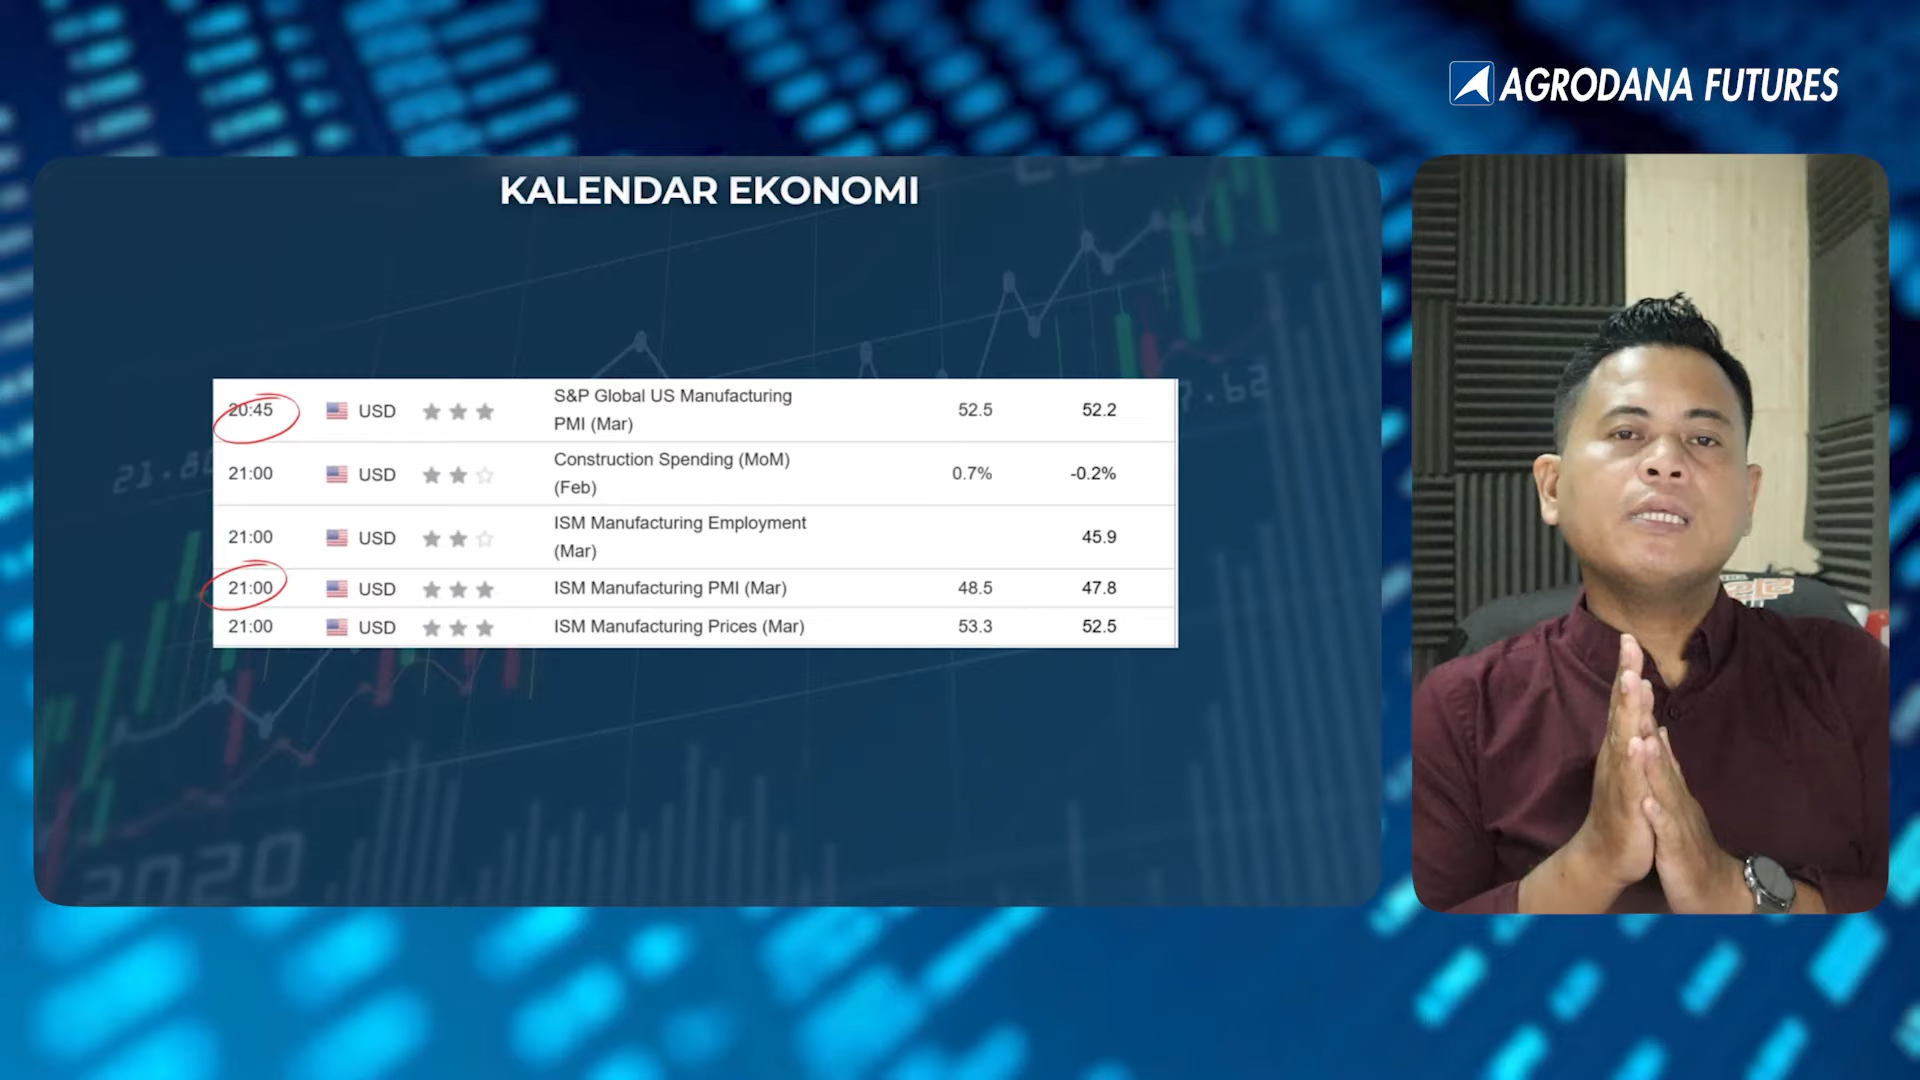 AGRODANA FUTURES
KALENDAR EKONOMI
20:45 USD S&P Global US Manufacturing PMI (Mar) 52.5 52.2
21:00 USD Construction Spending (MoM) (Feb) 0.7% -0.2%
21:00 USD ISM Manufacturing Employment (Mar) 45.9
21:00 USD ISM Manufacturing PMI (Mar) 48.5 47.8
21:00 USD ISM Manufacturing Prices (Mar) 53.3 52.5
2020